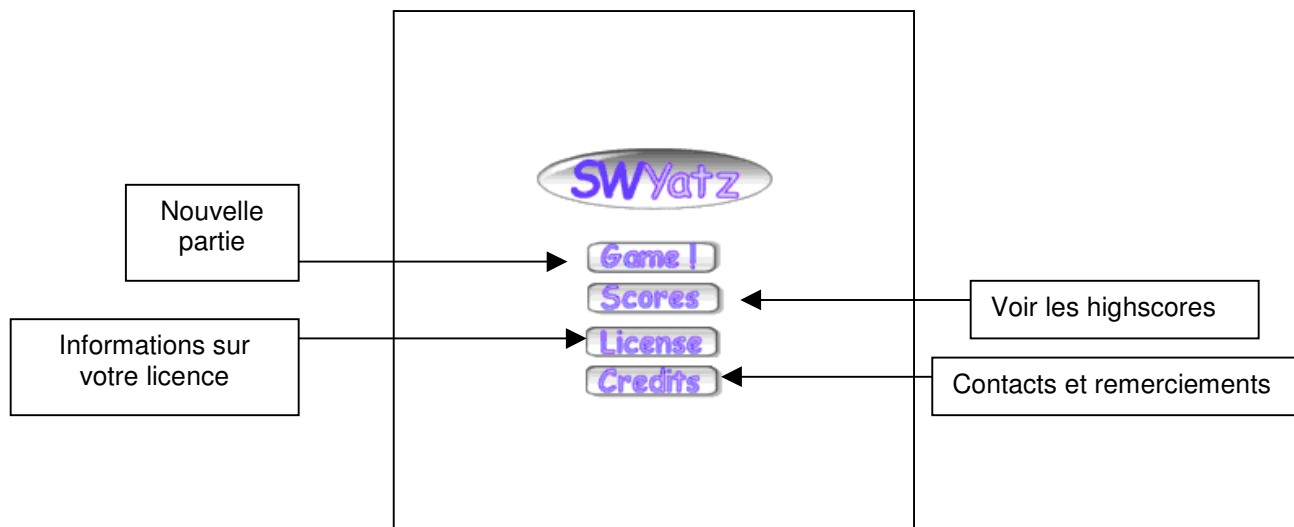 SWYatz
Nouvelle
partie
Game !
Scores
Voir les highscores
Informations sur
votre licence
License
Credits
Contacts et remerciements